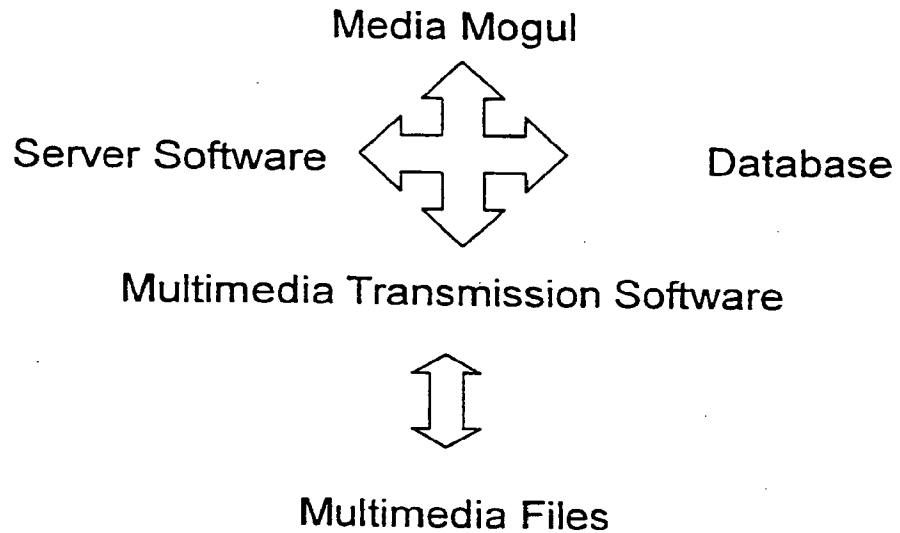 Media Mogul
Server Software
Database
Multimedia Transmission Software
Multimedia Files